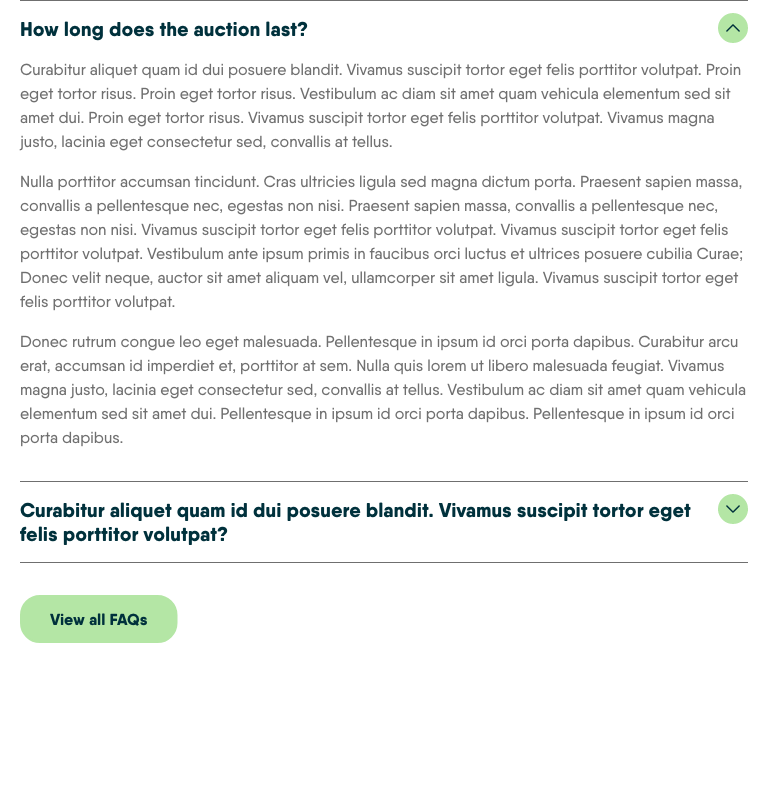 How long does the auction last?
Curabitur aliquet quam id dui posuere blandit. Vivamus suscipit tortor eget felis porttitor volutpat. Proin
eget tortor risus. Proin eget tortor risus. Vestibulum ac diam sit amet quam vehicula elementum sed sit
amet dui. Proin eget tortor risus. Vivamus suscipit tortor eget felis porttitor volutpat. Vivamus magna
justo, lacinia eget consectetur sed, convallis at tellus.
Nulla porttitor accumsan tincidunt. Cras ultricies ligula sed magna dictum porta. Praesent sapien massa,
convallis a pellentesque nec, egestas non nisi. Praesent sapien massa, convallis a pellentesque nec,
egestas non nisi. Vivamus suscipit tortor eget felis porttitor volutpat. Vivamus suscipit tortor eget felis
porttitor volutpat. Vestibulum ante ipsum primis in faucibus orci luctus et ultrices posuere cubilia Curae;
Donec velit neque, auctor sit amet aliquam vel, ullamcorper sit amet ligula. Vivamus suscipit tortor eget
felis porttitor volutpat.
Donec rutrum congue leo eget malesuada. Pellentesque in ipsum id orci porta dapibus. Curabitur arcu
erat, accumsan id imperdiet et, porttitor at sem. Nulla quis lorem ut libero malesuada feugiat. Vivamus
magna justo, lacinia eget consectetur sed, convallis at tellus. Vestibulum ac diam sit amet quam vehicula
elementum sed sit amet dui. Pellentesque in ipsum id orci porta dapibus. Pellentesque in ipsum id orci
porta dapibus.
Curabitur aliquet quam id dui posuere blandit. Vivamus suscipit tortor eget
felis porttitor volutpat?
View all FAQs